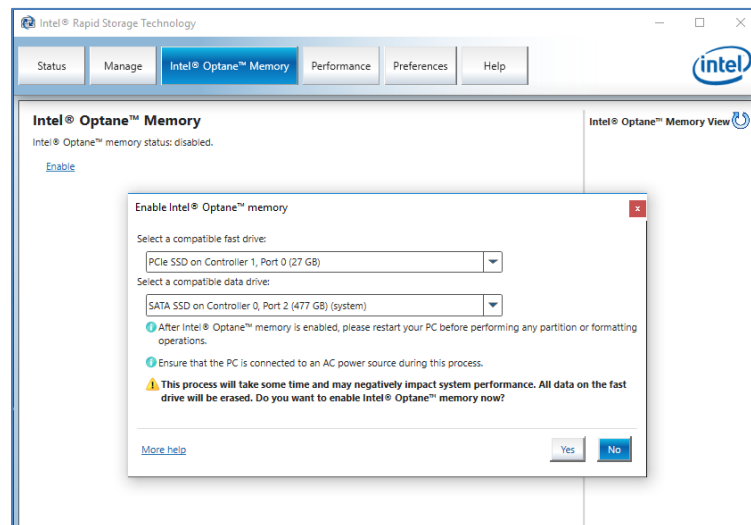 Intel® Rapid Storage Technology
Status
Manage
Intel® Optane™ Memory
Performance
Preferences
Help
intel
Intel® Optane™ Memory
Intel® Optane™ memory status: disabled.
Enable
Intel® Optane™ Memory View
Enable Intel® Optane™ memory
x
Select a compatible fast drive:
PCIe SSD on Controller 1, Port 0 (27 GB)
Select a compatible data drive:
SATA SSD on Controller 0, Port 2 (477 GB) (system)
After Intel® Optane™ memory is enabled, please restart your PC before performing any partition or formatting
operations.
Ensure that the PC is connected to an AC power source during this process.
This process will take some time and may negatively impact system performance. All data on the fast
drive will be erased. Do you want to enable Intel® Optane™ memory now?
More help
Yes
No